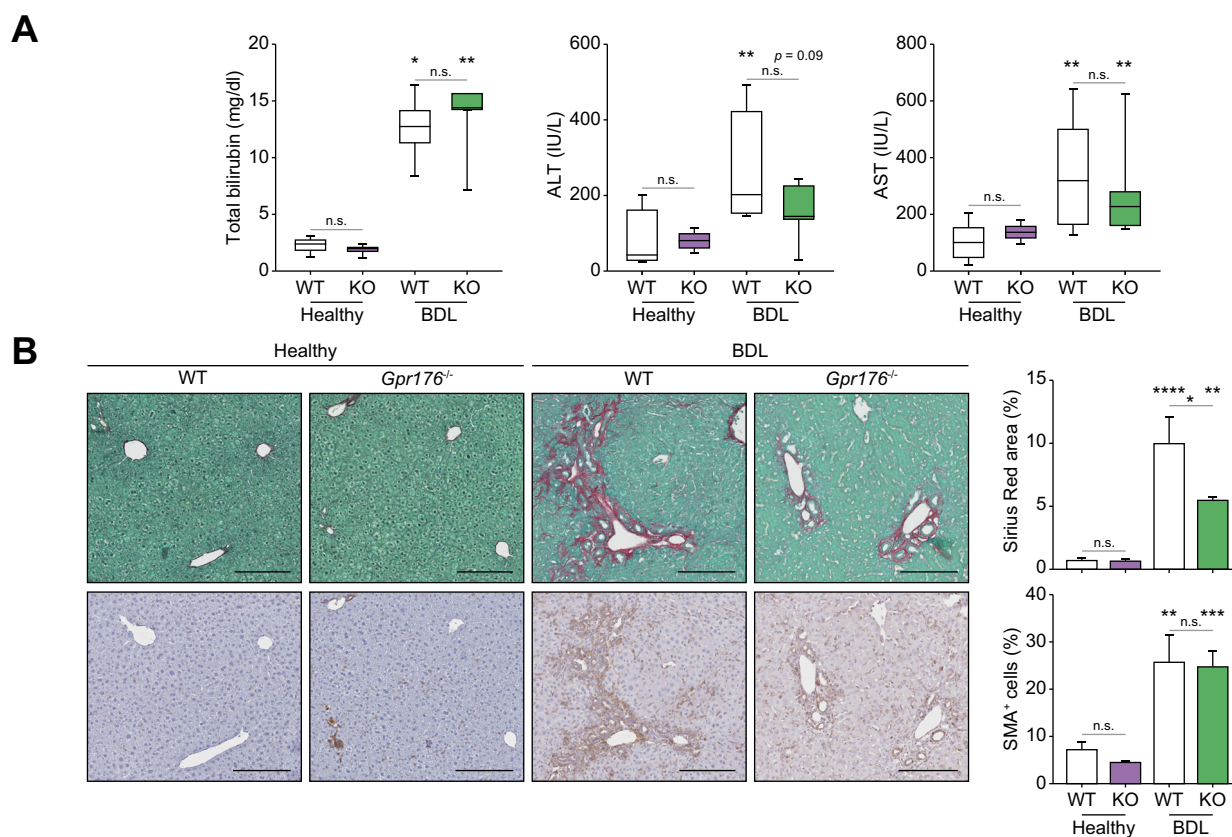 A
Total bilirubin (mg/dl)
20
15
10
5
0
n.s.
*
**
n.s.
WT KO WT KO
Healthy BDL
ALT (IU/L)
600
400
200
0
n.s.
**
p = 0.09
n.s.
WT KO WT KO
Healthy BDL
AST (IU/L)
800
600
400
200
0
n.s.
**
**
n.s.
WT KO WT KO
Healthy BDL
B
Healthy BDL
WT Gpr176-/- WT Gpr176-/-
Sirius Red area (%)
15
10
5
0
n.s.
****
**
*
SMA+ cells (%)
40
30
20
10
0
n.s.
**
***
n.s.
WT KO WT KO
Healthy BDL